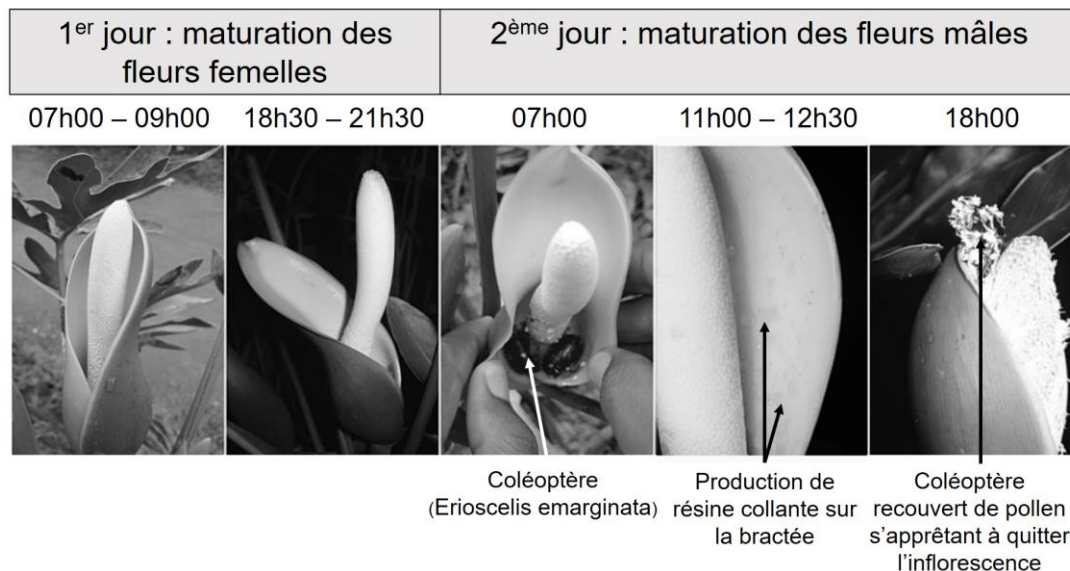 1er jour : maturation des
fleurs femelles
2ème jour : maturation des fleurs mâles
07h00 – 09h00
18h30 – 21h30
07h00
11h00 – 12h30
18h00
Coléoptère
(Erioscelis emarginata)
Production de
résine collante sur
la bractée
Coléoptère
recouvert de pollen
s’apprêtant à quitter
l’inflorescence